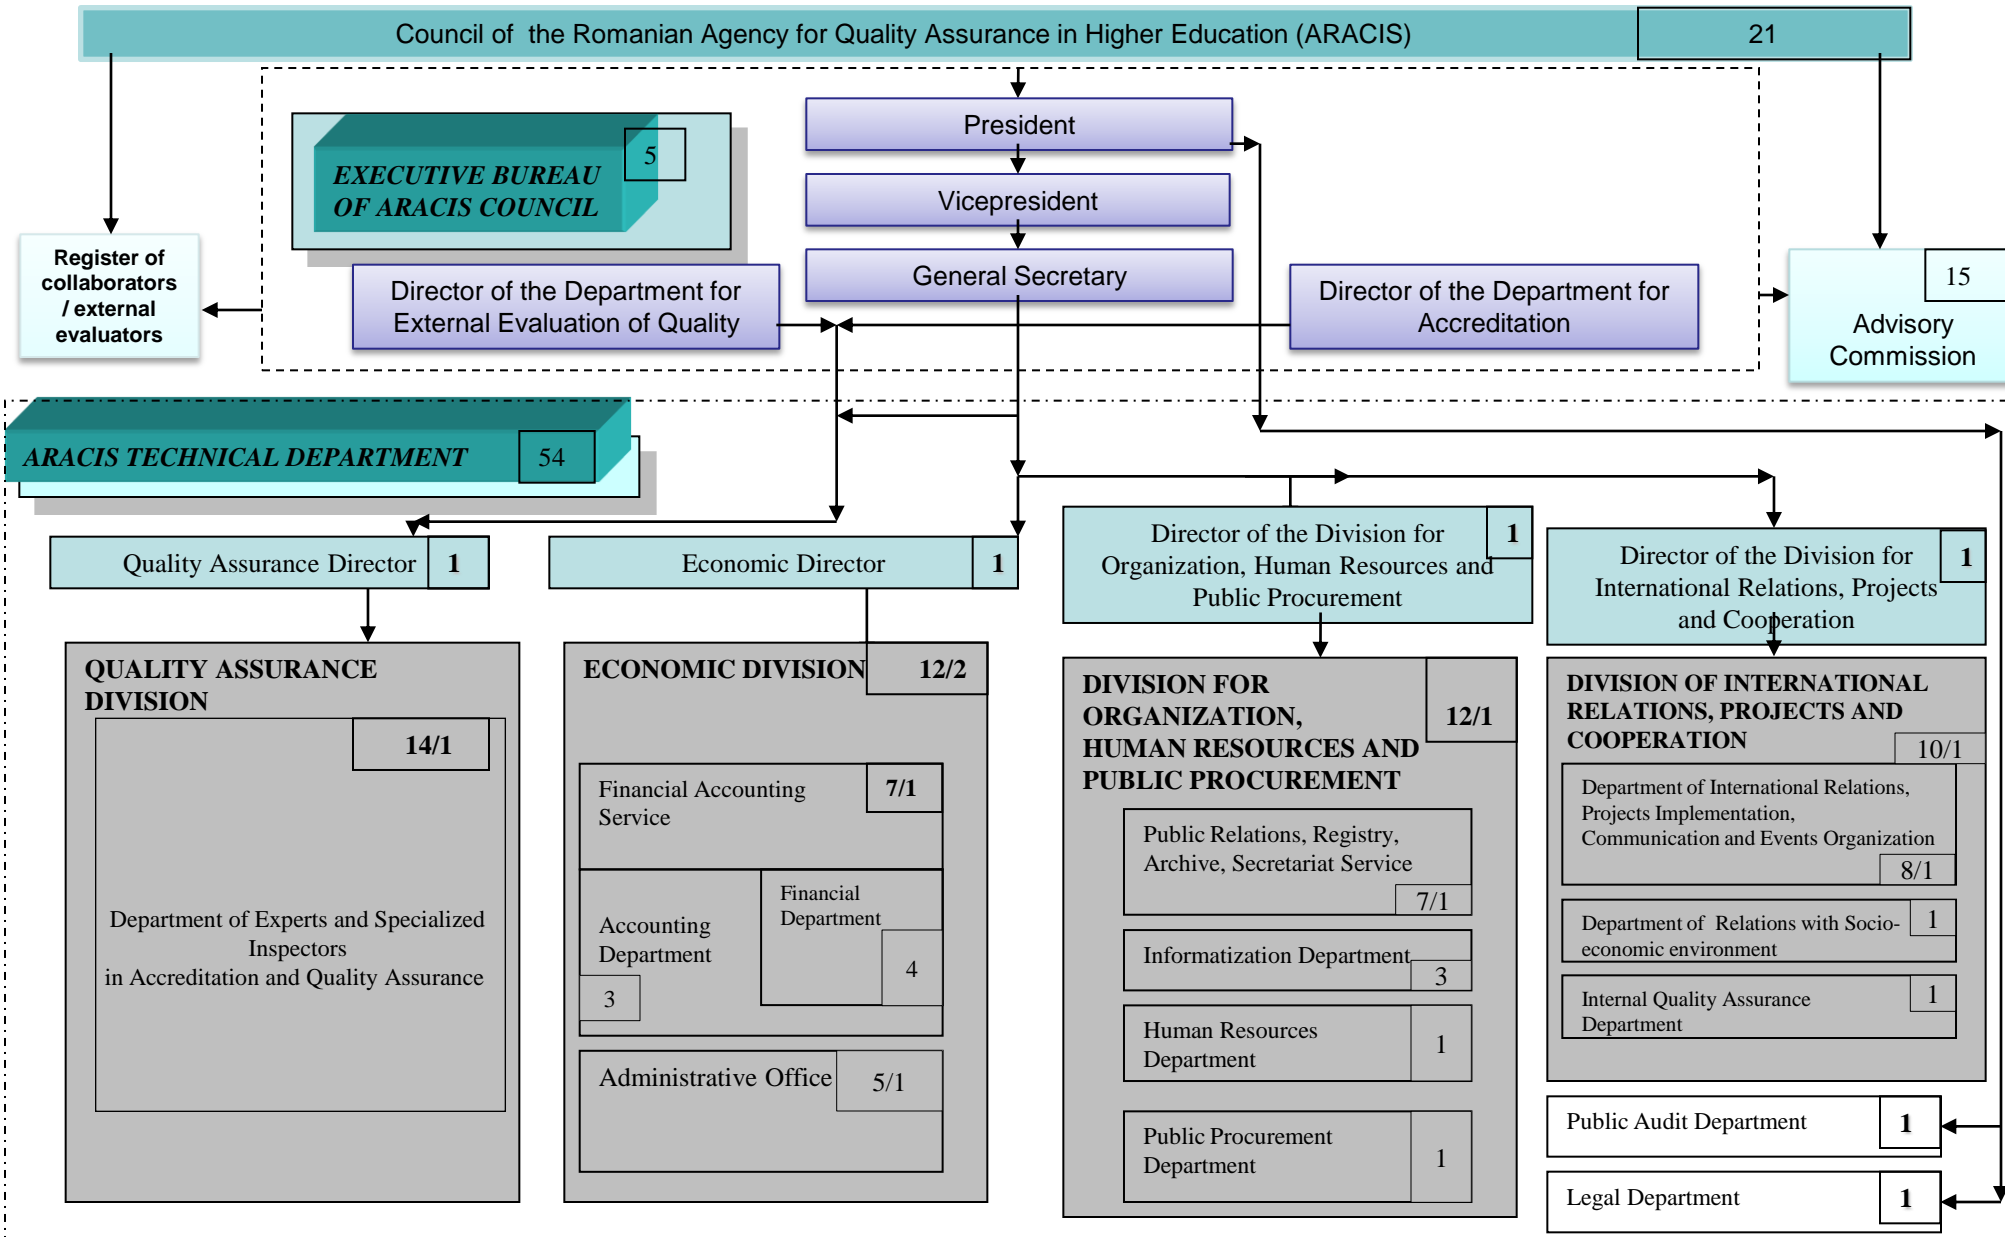 Council of the Romanian Agency for Quality Assurance in Higher Education (ARACIS)
21
President
5
EXECUTIVE BUREAU
OF ARACIS COUNCIL
Vicepresident
General Secretary
Register of
collaborators
/ external
evaluators
Director of the Department for
External Evaluation of Quality
Director of the Department for
Accreditation
15
Advisory
Commission
ARACIS TECHNICAL DEPARTMENT
54
Quality Assurance Director
1
Economic Director
1
Director of the Division for
Organization, Human Resources and
Public Procurement
1
Director of the Division for
International Relations, Projects
and Cooperation
1
QUALITY ASSURANCE
DIVISION
14/1
Department of Experts and Specialized
Inspectors
in Accreditation and Quality Assurance
ECONOMIC DIVISION
12/2
Financial Accounting
Service
7/1
Accounting
Department
3
Financial
Department
4
Administrative Office
5/1
DIVISION FOR
ORGANIZATION,
HUMAN RESOURCES AND
PUBLIC PROCUREMENT
12/1
Public Relations, Registry,
Archive, Secretariat Service
7/1
Informatization Department
3
Human Resources
Department
1
Public Procurement
Department
1
DIVISION OF INTERNATIONAL
RELATIONS, PROJECTS AND
COOPERATION
10/1
Department of International Relations,
Projects Implementation,
Communication and Events Organization
8/1
Department of Relations with Socio-
economic environment
1
Internal Quality Assurance
Department
1
Public Audit Department
1
Legal Department
1